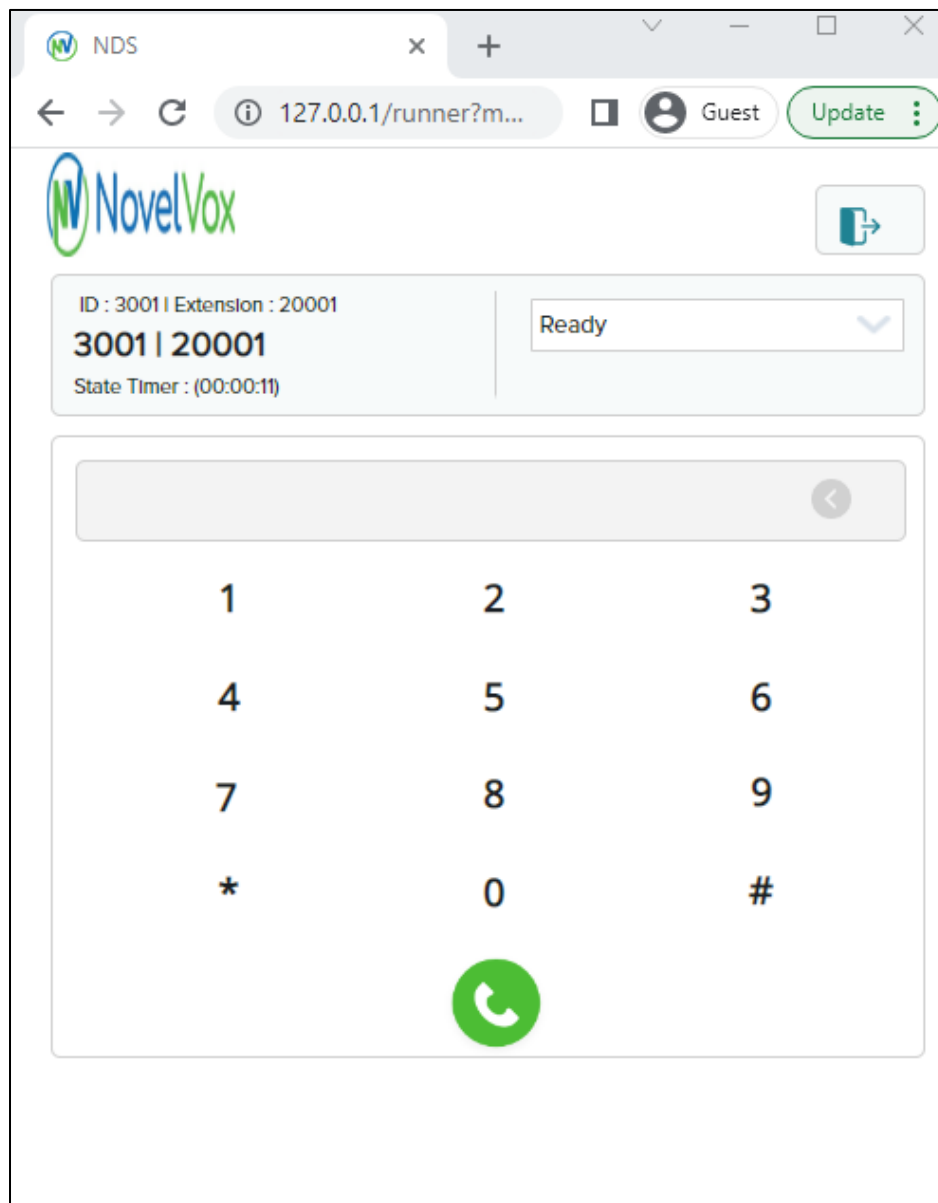 NDS
127.0.0.1/runner?m...
Guest
Update
NovelVox
ID : 3001 | Extension : 20001
3001 | 20001
State Timer : (00:00:11)
Ready
1 2 3
4 5 6
7 8 9
* 0 #